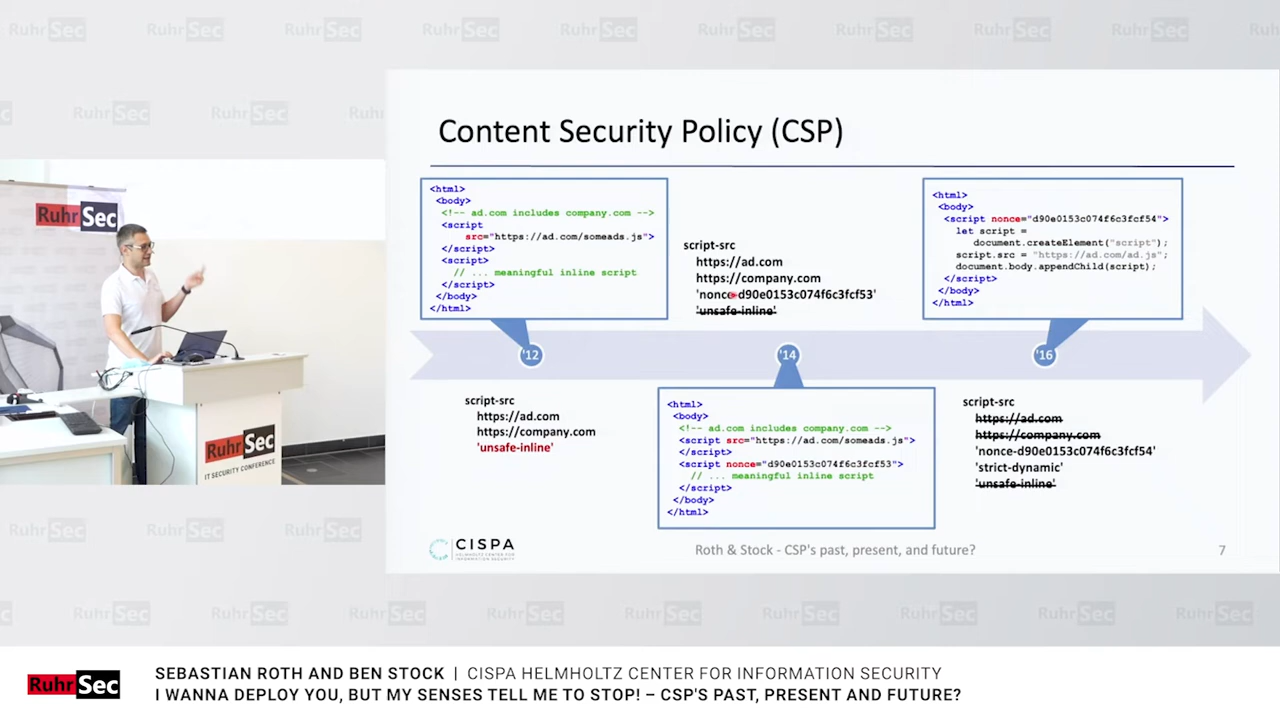 RuhrSec
RuhrSec
IT SECURITY CONFERENCE
Content Security Policy (CSP)
<html>
<body>
<!-- ad.com includes company.com -->
<script
src="https://ad.com/someads.js">
</script>
<script>
// ... meaningful inline script
</script>
</body>
</html>
script-src
https://ad.com
https://company.com
'nonce-d90e0153c074f6c3fcf53'
'unsafe-inline'
<html>
<body>
<script nonce="d90e0153c074f6c3fcf54">
let script =
document.createElement("script");
script.src = "https://ad.com/ad.js";
document.body.appendChild(script);
</script>
</body>
</html>
'12
'14
'16
script-src
https://ad.com
https://company.com
'unsafe-inline'
<html>
<body>
<!-- ad.com includes company.com -->
<script src="https://ad.com/someads.js">
</script>
<script nonce="d90e0153c074f6c3fcf53">
// ... meaningful inline script
</script>
</body>
</html>
script-src
https://ad.com
https://company.com
'nonce-d90e0153c074f6c3fcf54'
'strict-dynamic'
'unsafe-inline'
CISPA
HELMHOLTZ CENTER FOR
INFORMATION SECURITY
Roth & Stock - CSP's past, present, and future?
7
RuhrSec
SEBASTIAN ROTH AND BEN STOCK | CISPA HELMHOLTZ CENTER FOR INFORMATION SECURITY
I WANNA DEPLOY YOU, BUT MY SENSES TELL ME TO STOP! – CSP'S PAST, PRESENT AND FUTURE?